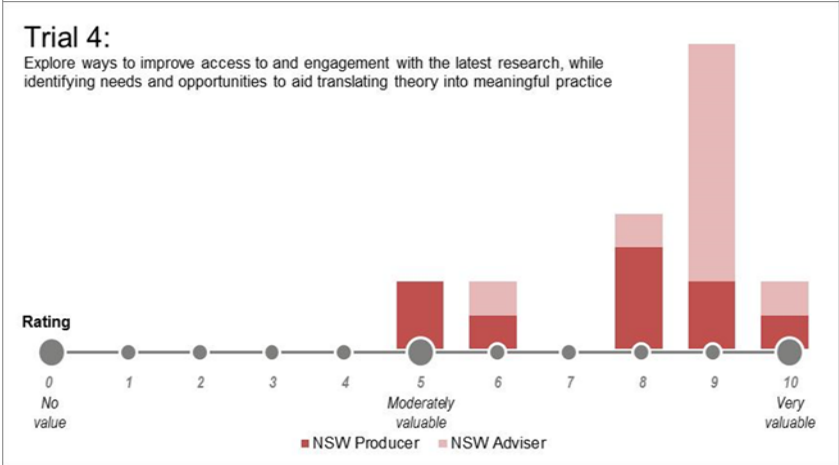 Trial 4:
Explore ways to improve access to and engagement with the latest research, while
identifying needs and opportunities to aid translating theory into meaningful practice
Rating
0 1 2 3 4 5 6 7 8 9 10
No Moderately Very
value valuable valuable
NSW Producer NSW Adviser